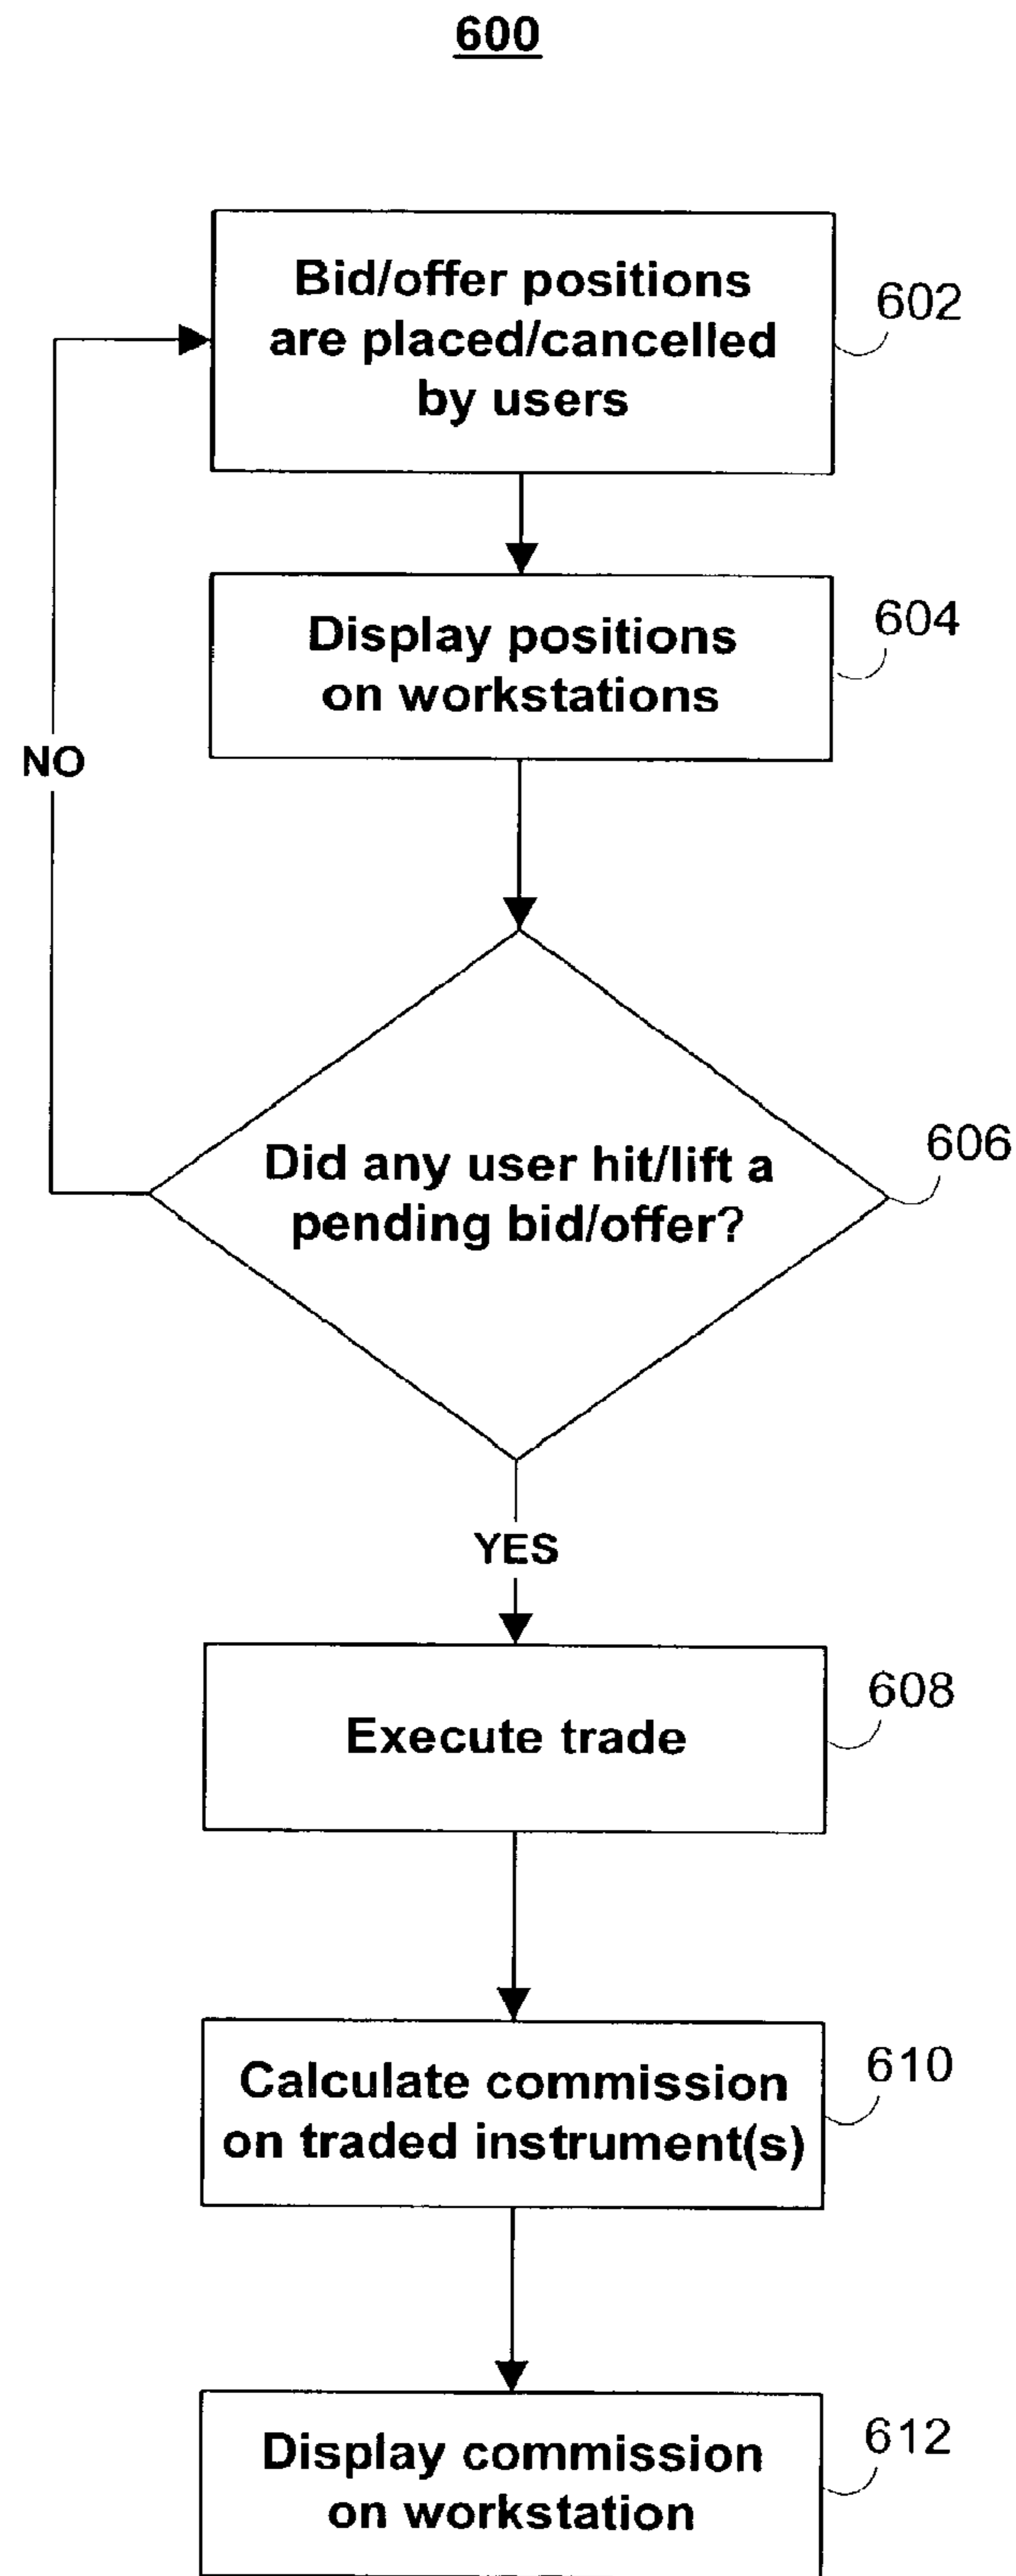 600
Bid/offer positions
are placed/cancelled
by users
602
Display positions
on workstations
604
NO
Did any user hit/lift a
pending bid/offer?
606
YES
Execute trade
608
Calculate commission
on traded instrument(s)
610
Display commission
on workstation
612